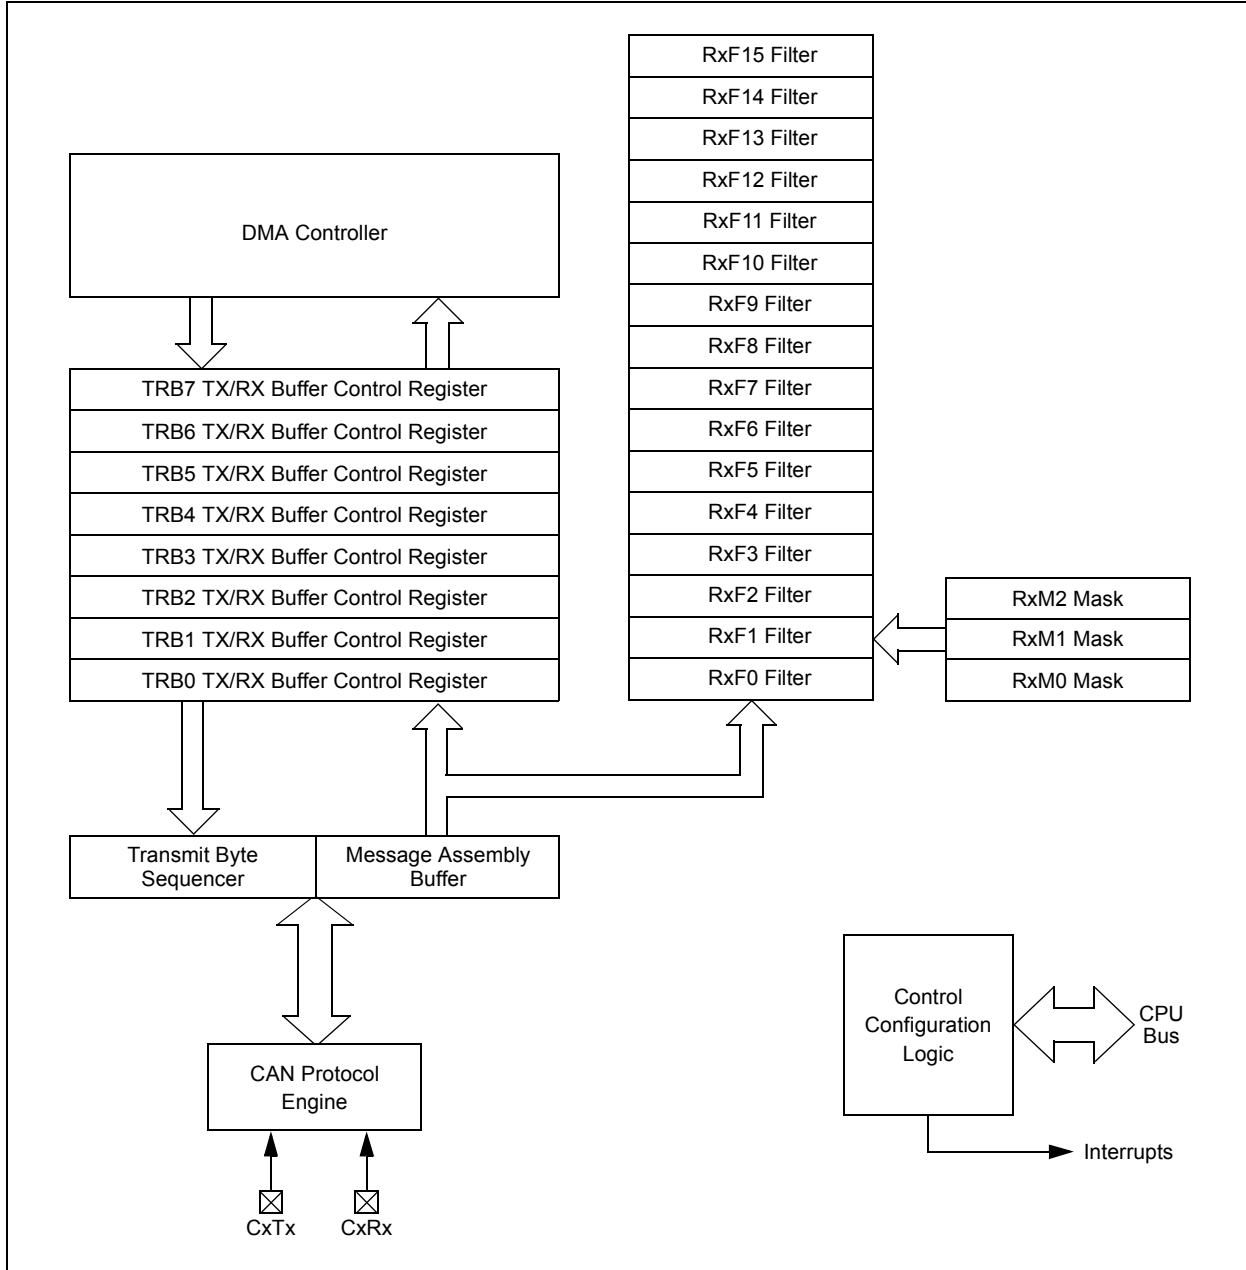 RxF15 Filter
RxF14 Filter
RxF13 Filter
RxF12 Filter
RxF11 Filter
RxF10 Filter
RxF9 Filter
RxF8 Filter
RxF7 Filter
RxF6 Filter
RxF5 Filter
RxF4 Filter
RxF3 Filter
RxF2 Filter
RxF1 Filter
RxF0 Filter
DMA Controller
TRB7 TX/RX Buffer Control Register
TRB6 TX/RX Buffer Control Register
TRB5 TX/RX Buffer Control Register
TRB4 TX/RX Buffer Control Register
TRB3 TX/RX Buffer Control Register
TRB2 TX/RX Buffer Control Register
TRB1 TX/RX Buffer Control Register
TRB0 TX/RX Buffer Control Register
RxM2 Mask
RxM1 Mask
RxM0 Mask
Transmit Byte
Sequencer
Message Assembly
Buffer
CAN Protocol
Engine
CxTx
CxRx
Control
Configuration
Logic
CPU
Bus
Interrupts